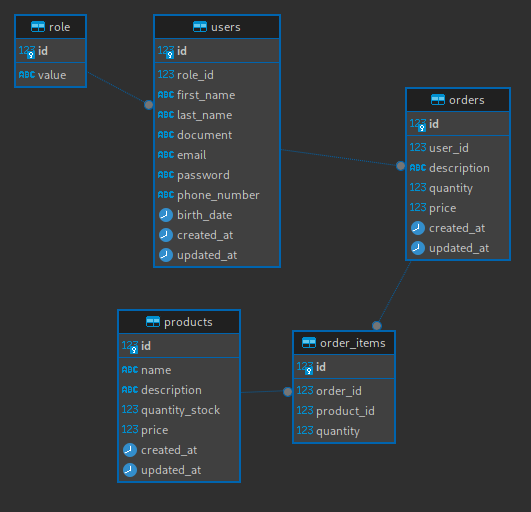 role
123 id
ABC value
users
123 id
123 role_id
ABC first_name
ABC last_name
ABC document
ABC email
ABC password
ABC phone_number
birth_date
created_at
updated_at
orders
123 id
123 user_id
ABC description
123 quantity
123 price
created_at
updated_at
products
123 id
ABC name
ABC description
123 quantity_stock
123 price
created_at
updated_at
order_items
123 id
123 order_id
123 product_id
123 quantity